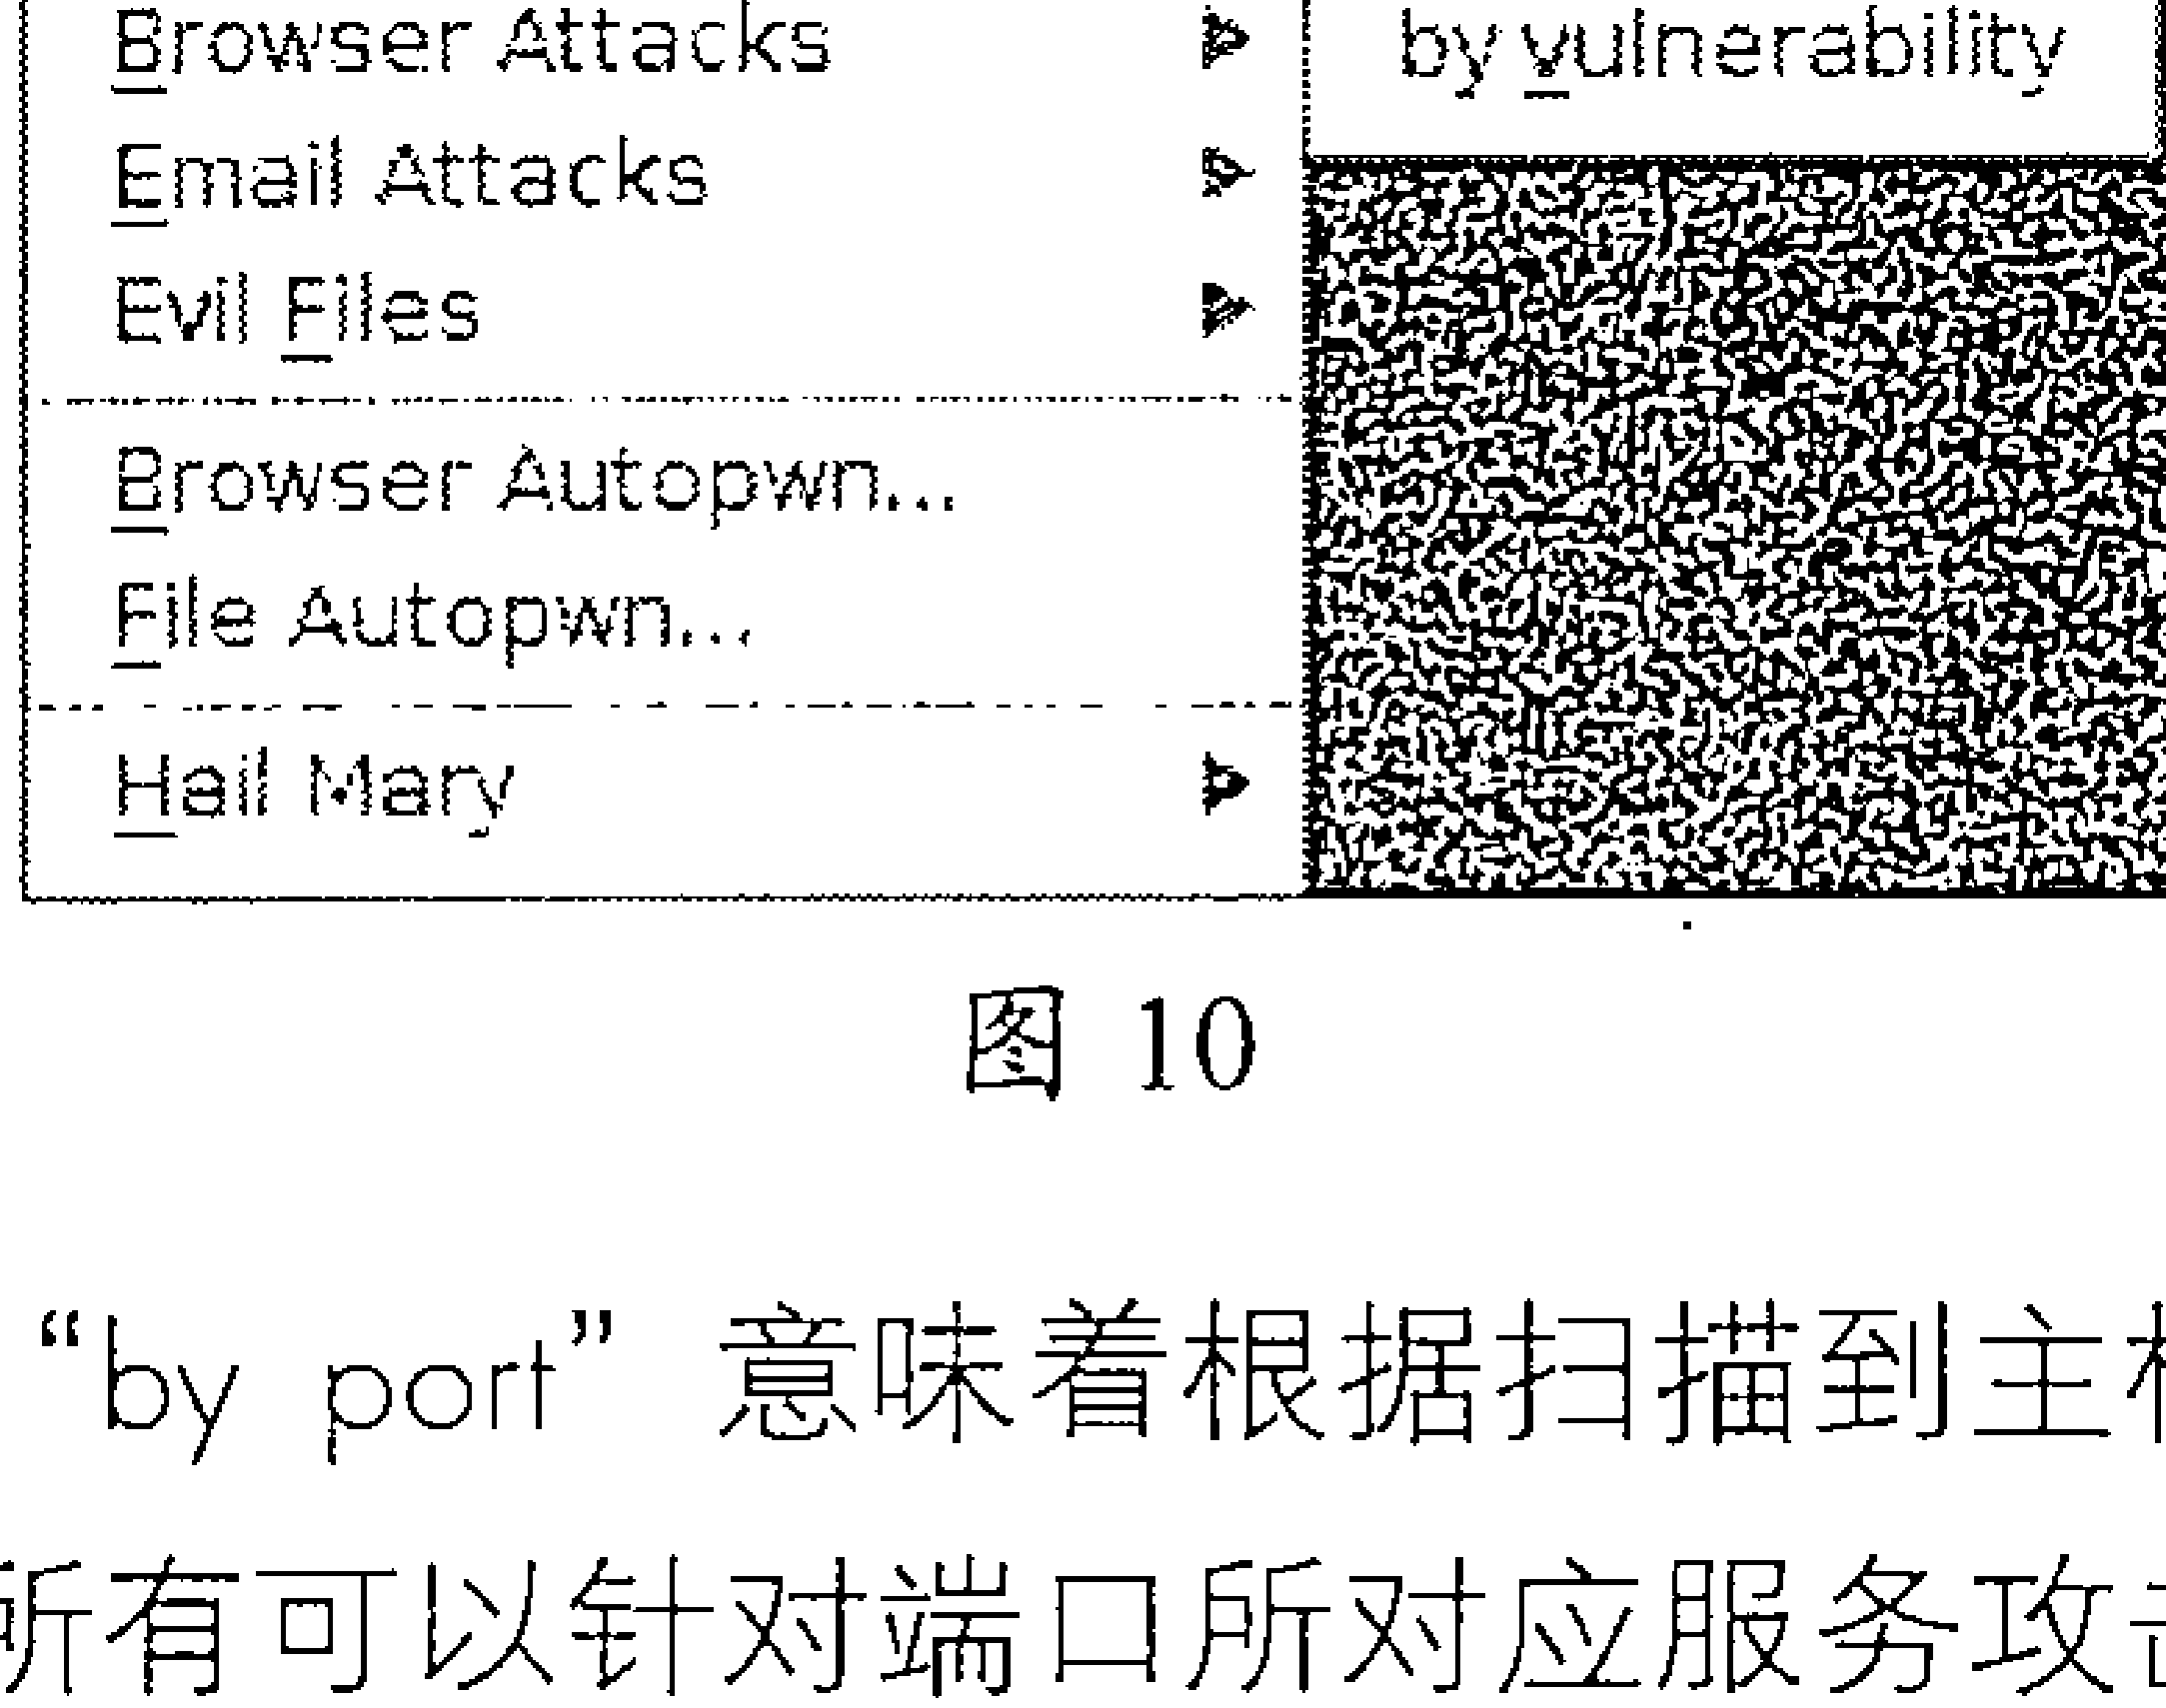 Browser Attacks by vulnerability
Email Attacks
Evil Files
Browser Autopwn...
File Autopwn...
Hail Mary
图 10
“by port” 意味着根据扫描到主
所有可以针对端口所对应服务攻